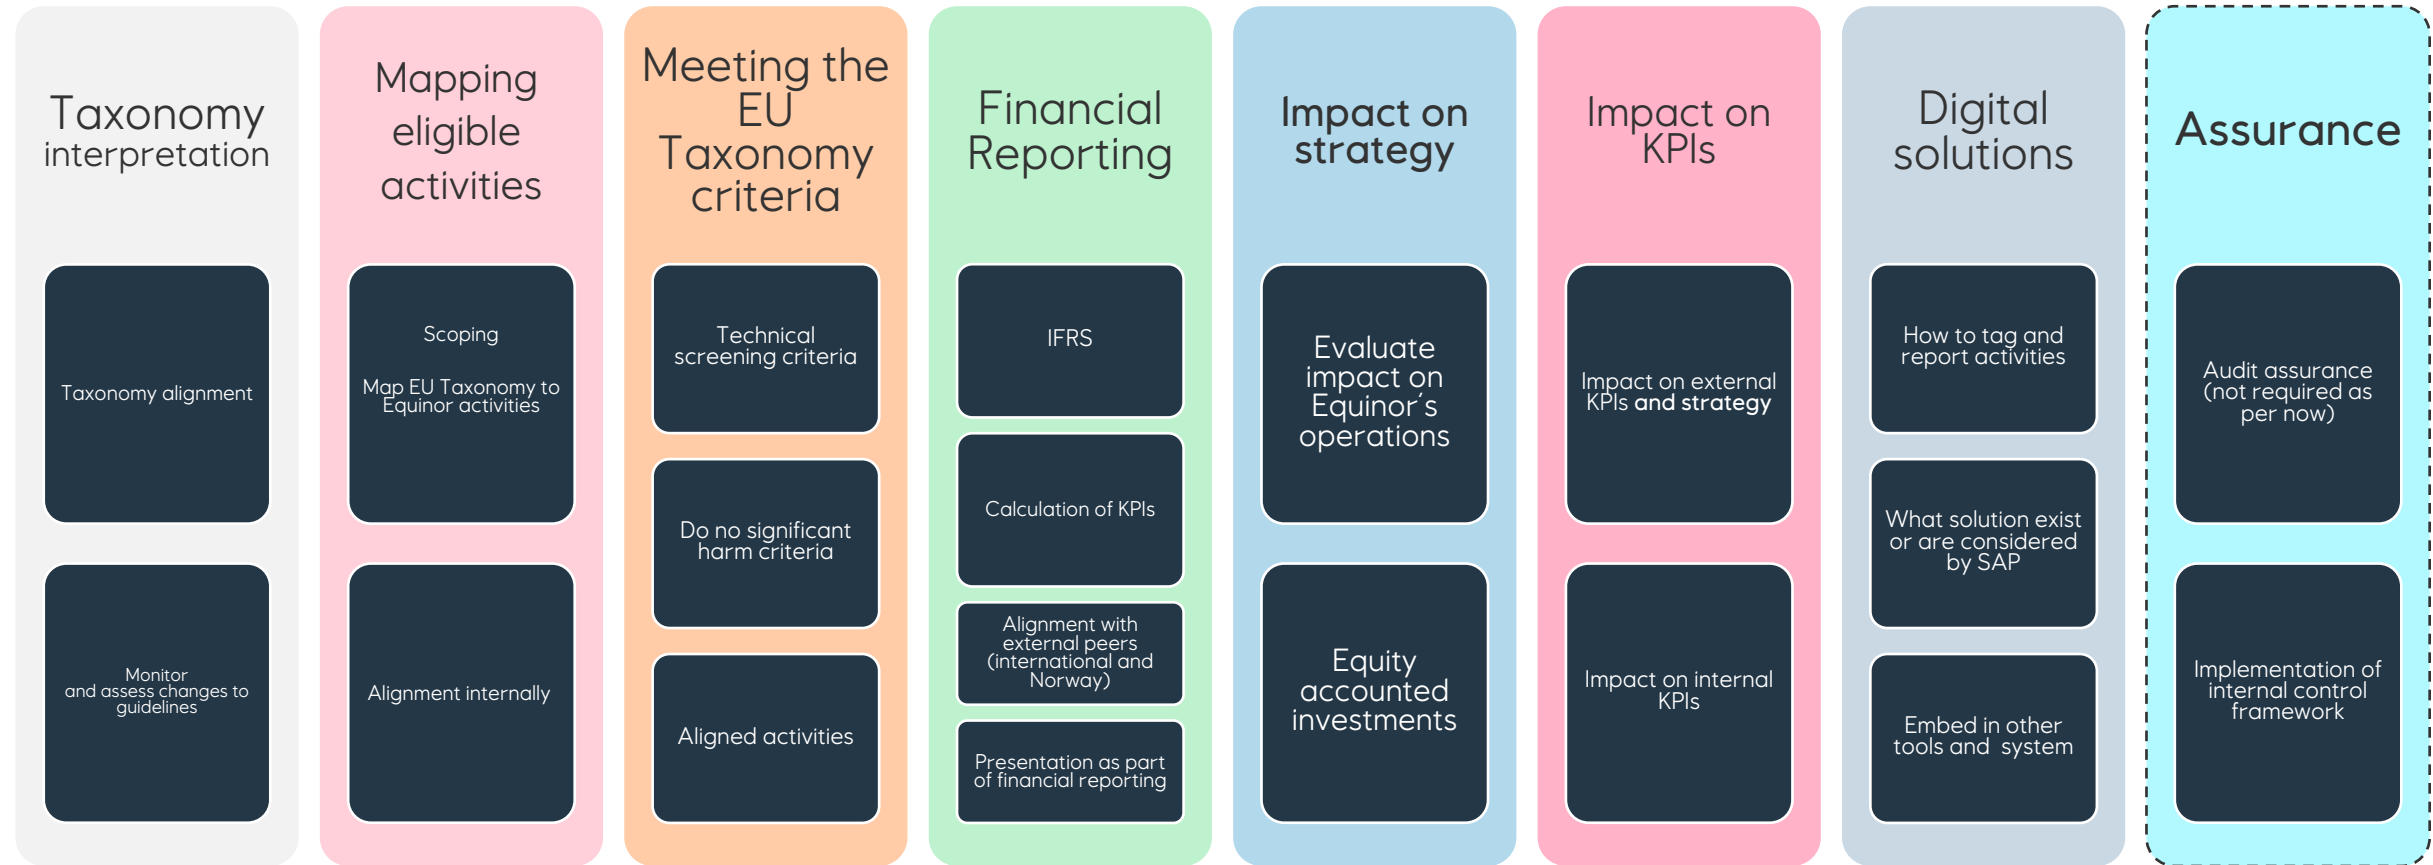 Taxonomy
interpretation
Taxonomy alignment
Monitor
and assess changes to
guidelines
Mapping
eligible
activities
Scoping
Map EU Taxonomy to
Equinor activities
Alignment internally
Meeting the
EU
Taxonomy
criteria
Technical
screening criteria
Do no significant
harm criteria
Aligned activities
Financial
Reporting
IFRS
Calculation of KPIs
Alignment with
external peers
(international and
Norway)
Presentation as part
of financial reporting
Impact on
strategy
Evaluate
impact on
Equinor´s
operations
Equity
accounted
investments
Impact on
KPIs
Impact on external
KPIs and strategy
Impact on internal
KPIs
Digital
solutions
How to tag and
report activities
What solution exist
or are considered
by SAP
Embed in other
tools and  system
Assurance
Audit assurance
(not required as
per now)
Implementation of
internal control
framework